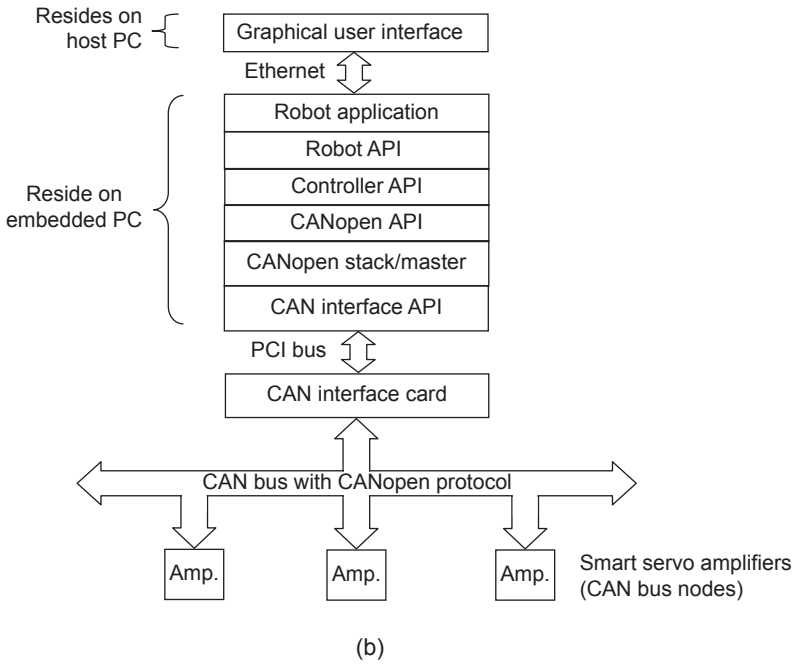 Resides on
host PC
Graphical user interface
Ethernet
Robot application
Robot API
Controller API
CANopen API
CANopen stack/master
CAN interface API
Reside on
embedded PC
PCI bus
CAN interface card
CAN bus with CANopen protocol
Amp.
Amp.
Amp.
Smart servo amplifiers
(CAN bus nodes)
(b)